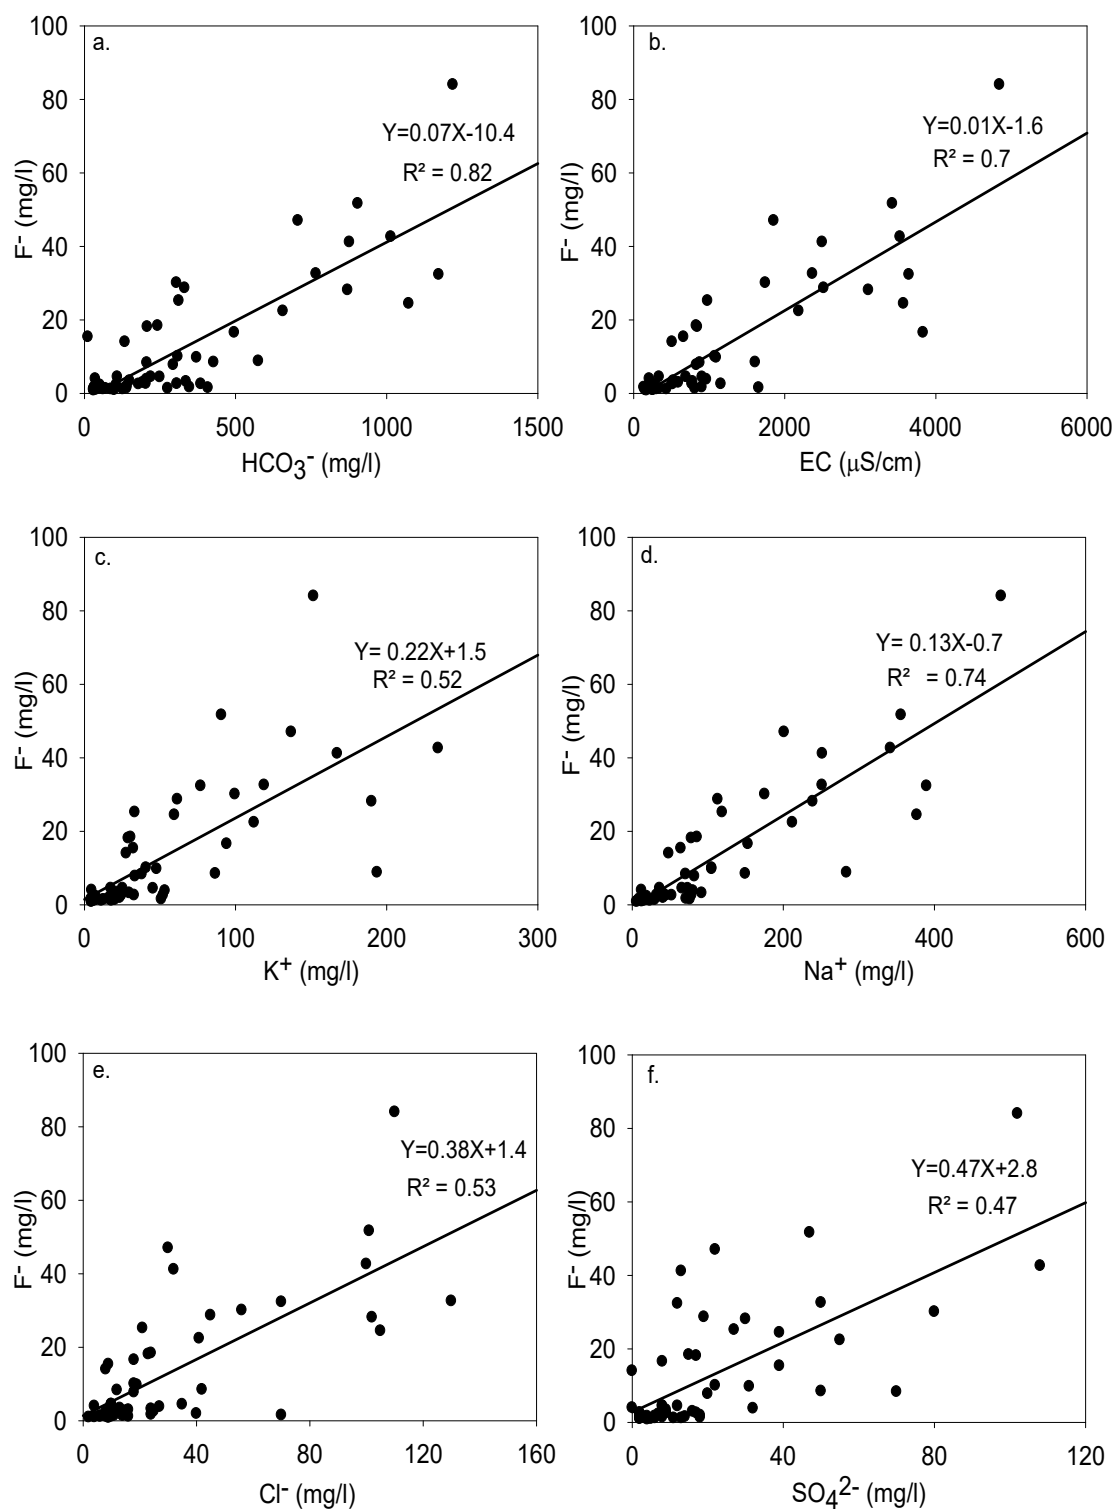 a.
Y=0.07X-10.4
R² = 0.82
F⁻ (mg/l)
100
80
60
40
20
0
0 500 1000 1500
HCO₃⁻ (mg/l)
b.
Y=0.01X-1.6
R² = 0.7
F⁻ (mg/l)
100
80
60
40
20
0
0 2000 4000 6000
EC (μS/cm)
c.
Y= 0.22X+1.5
R² = 0.52
F⁻ (mg/l)
100
80
60
40
20
0
0 100 200 300
K⁺ (mg/l)
d.
Y= 0.13X-0.7
R² = 0.74
F⁻ (mg/l)
100
80
60
40
20
0
0 200 400 600
Na⁺ (mg/l)
e.
Y=0.38X+1.4
R² = 0.53
F⁻ (mg/l)
100
80
60
40
20
0
0 40 80 120 160
Cl⁻ (mg/l)
f.
Y=0.47X+2.8
R² = 0.47
F⁻ (mg/l)
100
80
60
40
20
0
0 40 80 120
SO₄²⁻ (mg/l)